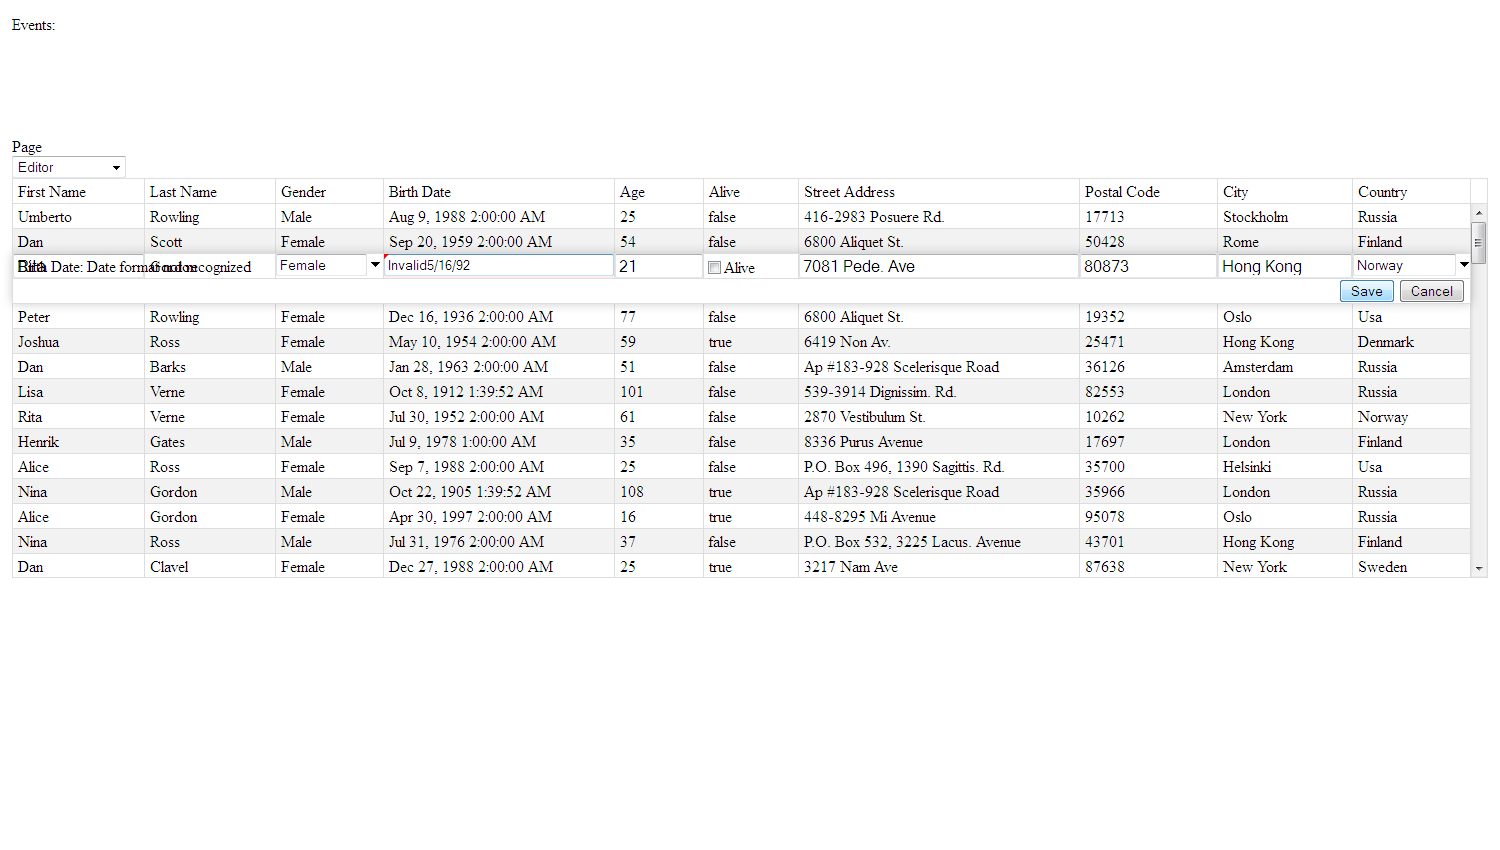 Events:
Page
Editor
First Name Last Name Gender Birth Date Age Alive Street Address Postal Code City Country
Umberto Rowling Male Aug 9, 1988 2:00:00 AM 25 false 416-2983 Posuere Rd. 17713 Stockholm Russia
Dan Scott Female Sep 20, 1959 2:00:00 AM 54 false 6800 Aliquet St. 50428 Rome Finland
Birth Date: Date format not recognized Gordon Female Invalid5/16/92 21 Alive 7081 Pede. Ave 80873 Hong Kong Norway
Save Cancel
Peter Rowling Female Dec 16, 1936 2:00:00 AM 77 false 6800 Aliquet St. 19352 Oslo Usa
Joshua Ross Female May 10, 1954 2:00:00 AM 59 true 6419 Non Av. 25471 Hong Kong Denmark
Dan Barks Male Jan 28, 1963 2:00:00 AM 51 false Ap #183-928 Scelerisque Road 36126 Amsterdam Russia
Lisa Verne Female Oct 8, 1912 1:39:52 AM 101 false 539-3914 Dignissim. Rd. 82553 London Russia
Rita Verne Female Jul 30, 1952 2:00:00 AM 61 false 2870 Vestibulum St. 10262 New York Norway
Henrik Gates Male Jul 9, 1978 1:00:00 AM 35 false 8336 Purus Avenue 17697 London Finland
Alice Ross Female Sep 7, 1988 2:00:00 AM 25 false P.O. Box 496, 1390 Sagittis. Rd. 35700 Helsinki Usa
Nina Gordon Male Oct 22, 1905 1:39:52 AM 108 true Ap #183-928 Scelerisque Road 35966 London Russia
Alice Gordon Female Apr 30, 1997 2:00:00 AM 16 true 448-8295 Mi Avenue 95078 Oslo Russia
Nina Ross Male Jul 31, 1976 2:00:00 AM 37 false P.O. Box 532, 3225 Lacus. Avenue 43701 Hong Kong Finland
Dan Clavel Female Dec 27, 1988 2:00:00 AM 25 true 3217 Nam Ave 87638 New York Sweden